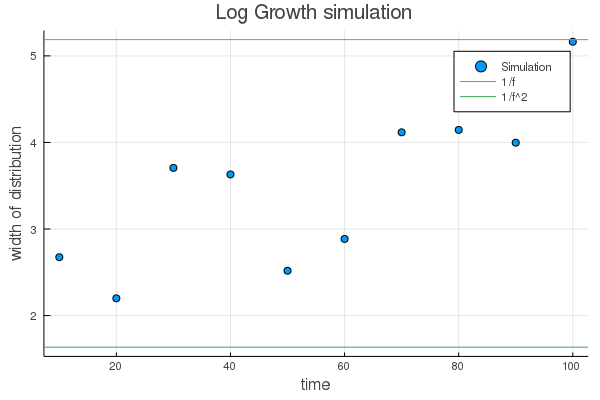 Log Growth simulation
width of distribution
5
4
3
2
Simulation
1/f
1/f^2
20
40
60
80
100
time